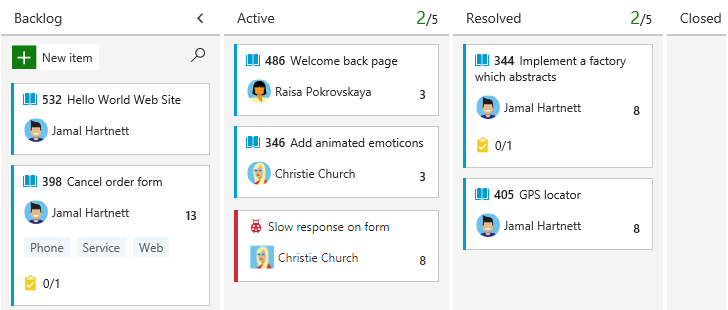 Backlog
New item
532 Hello World Web Site
Jamal Hartnett
398 Cancel order form
Jamal Hartnett 13
Phone Service Web
0/1
Active 2/5
486 Welcome back page
Raisa Pokrovskaya 3
346 Add animated emoticons
Christie Church 3
Slow response on form
Christie Church 8
Resolved 2/5
344 Implement a factory
which abstracts
Jamal Hartnett 8
0/1
405 GPS locator
Jamal Hartnett 8
Closed